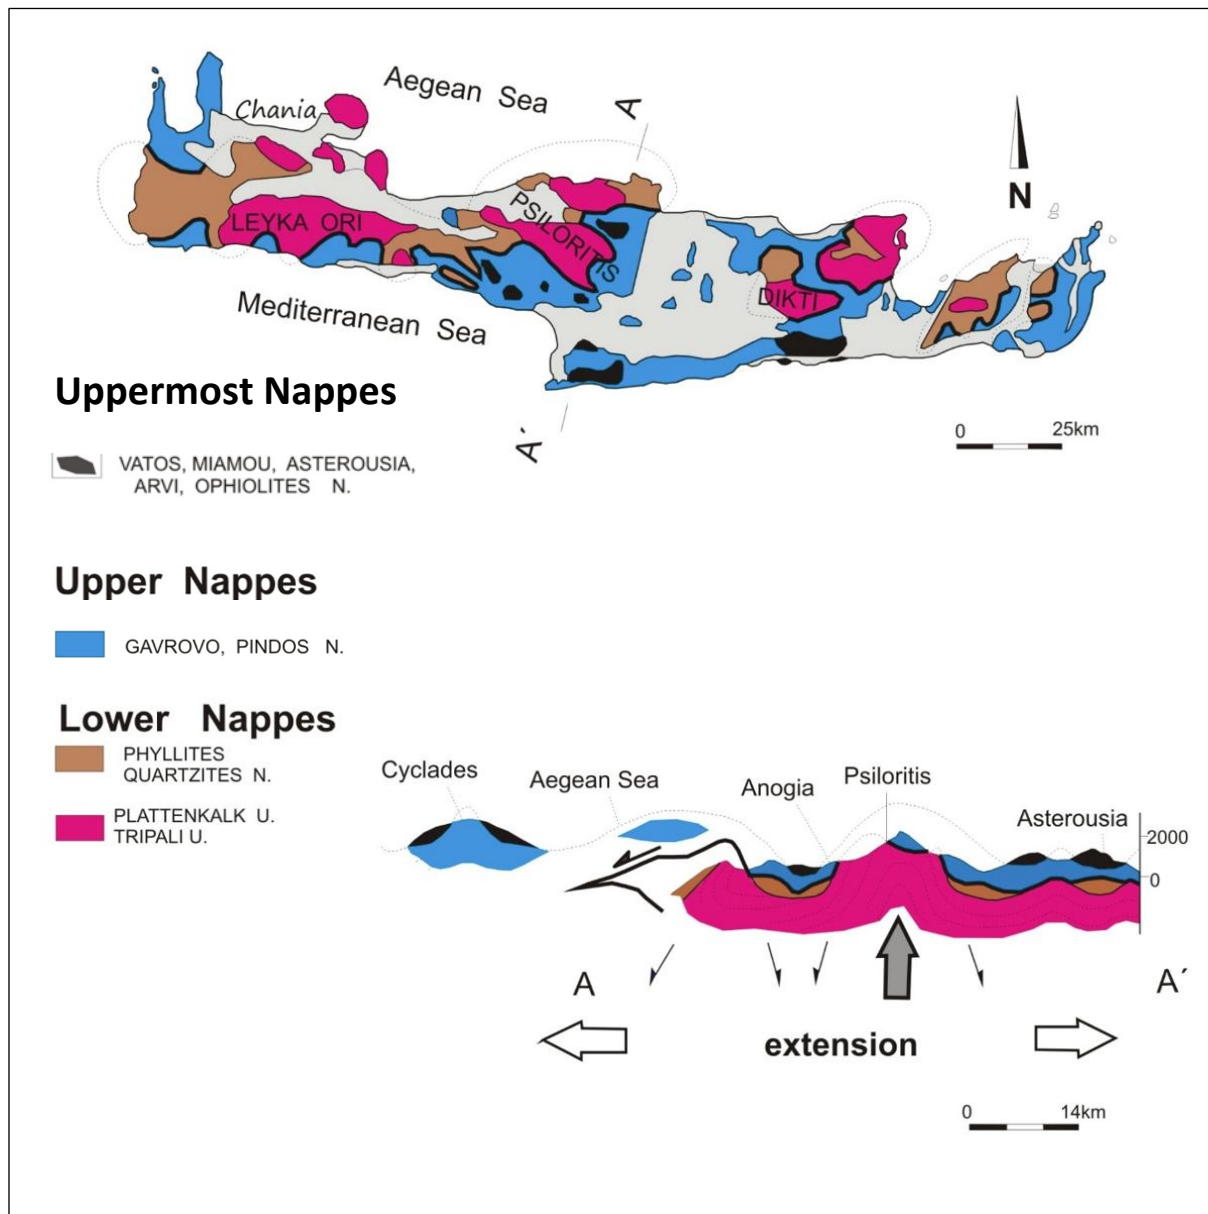 Aegean Sea
A
Chania
N
PSILORITIS
LEYKA ORI
DIKTI
Mediterranean Sea
A´
0 25km
Uppermost Nappes
VATOS, MIAMOU, ASTEROUSIA,
ARVI, OPHIOLITES N.
Upper Nappes
GAVROVO, PINDOS N.
Lower Nappes
PHYLLITES
QUARTZITES N.
PLATTENKALK U.
TRIPALI U.
Cyclades
Aegean Sea
Anogia
Psiloritis
Asterousia
2000
0
A
A´
extension
0 14km